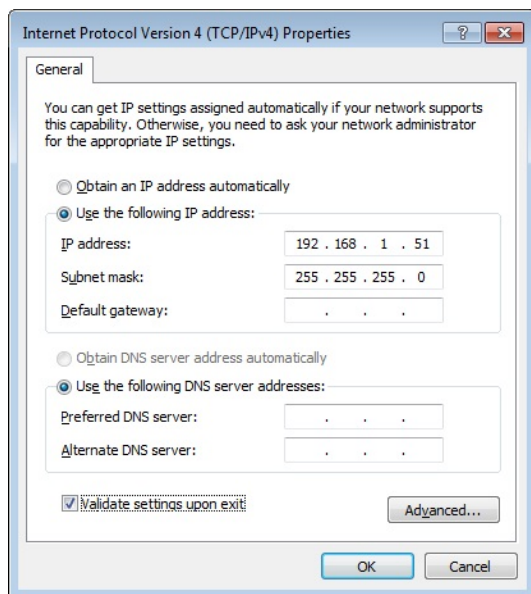 Internet Protocol Version 4 (TCP/IPv4) Properties
?
General
You can get IP settings assigned automatically if your network supports
this capability. Otherwise, you need to ask your network administrator
for the appropriate IP settings.
Obtain an IP address automatically
Use the following IP address:
IP address: 192 . 168 . 1 . 51
Subnet mask: 255 . 255 . 255 . 0
Default gateway: . . .
Obtain DNS server address automatically
Use the following DNS server addresses:
Preferred DNS server: . . .
Alternate DNS server: . . .
Validate settings upon exit
Advanced...
OK Cancel